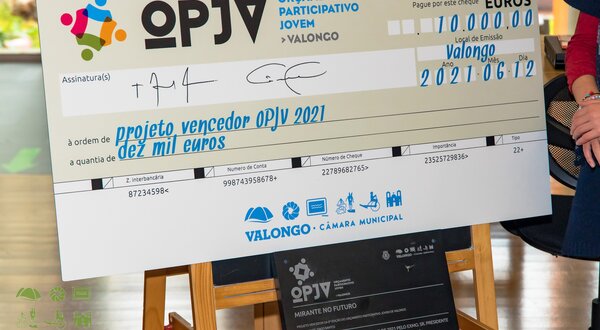 OPJV
PARTICIPATIVO
JOVEM
> VALONGO
Pague por este cheque
EUROS
10,000,00
Local de Emissão
Valongo
Ano Mês Dia
2021.06.12
Assinatura(s)
à ordem de projeto vencedor OPJV 2021
a quantia de dez mil euros
Z. interbancária
Numero de Conta
Número de Cheque
Importância
Tipo
87234598<
998743958678+
22789682765>
23525729836>
22+
VALONGO · CÂMARA MUNICIPAL
OPJV
MIRANTE NO FUTURO